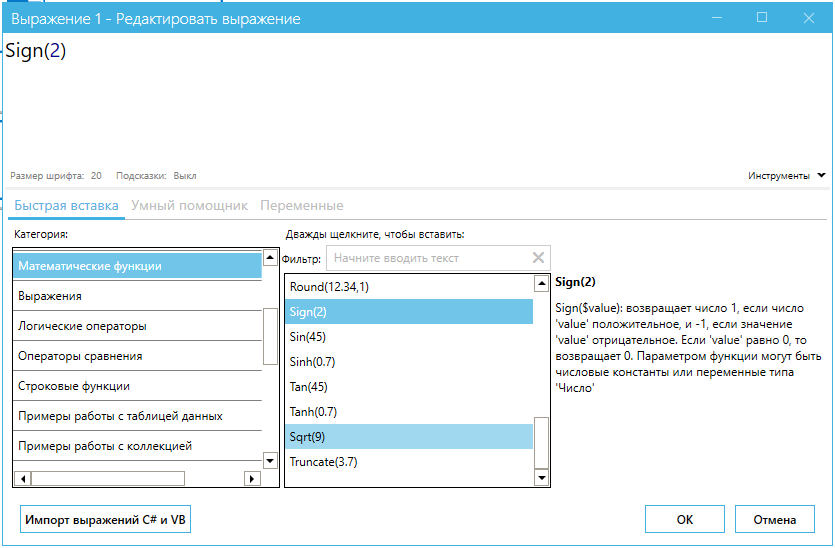 Выражение 1 - Редактировать выражение
Sign(2)
Размер шрифта: 20 Подсказки: Выкл
Инструменты
Быстрая вставка Умный помощник Переменные
Категория:
Математические функции
Выражения
Логические операторы
Операторы сравнения
Строковые функции
Примеры работы с таблицей данных
Примеры работы с коллекцией
Дважды щелкните, чтобы вставить:
Фильтр: Начните вводить текст
Round(12.34,1)
Sign(2)
Sin(45)
Sinh(0.7)
Tan(45)
Tanh(0.7)
Sqrt(9)
Truncate(3.7)
Sign(2)
Sign($value): возвращает число 1, если число
'value' положительное, и -1, если значение
'value' отрицательное. Если 'value' равно 0, то
возвращает 0. Параметром функции могут быть
числовые константы или переменные типа
'Число'
Импорт выражений C# и VB
OK
Отмена